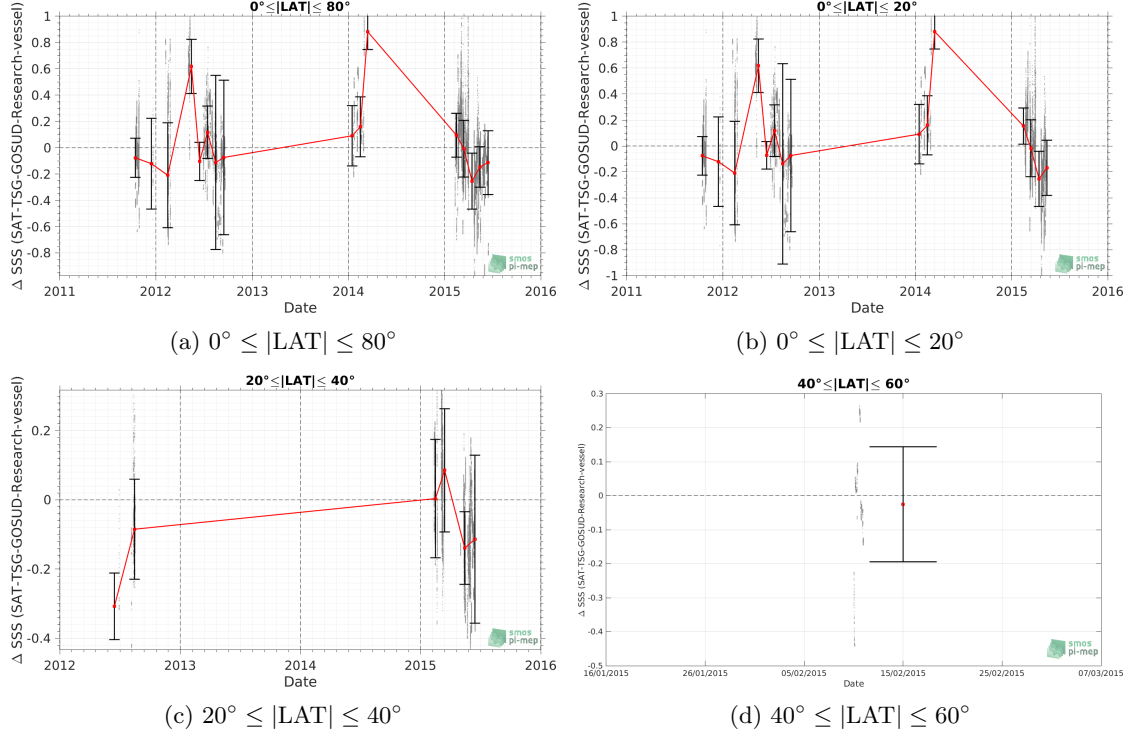 0°≤|LAT|≤ 80°
Δ SSS (SAT-TSG-GOSUD-Research-vessel)
1
0.8
0.6
0.4
0.2
0
-0.2
-0.4
-0.6
-0.8
2011 2012 2013 2014 2015 2016
Date
smos
pi-mep
(a) 0° ≤ |LAT| ≤ 80°
0°≤|LAT|≤ 20°
Δ SSS (SAT-TSG-GOSUD-Research-vessel)
1
0.8
0.6
0.4
0.2
0
-0.2
-0.4
-0.6
-0.8
-1
2011 2012 2013 2014 2015 2016
Date
smos
pi-mep
(b) 0° ≤ |LAT| ≤ 20°
20°≤|LAT|≤ 40°
Δ SSS (SAT-TSG-GOSUD-Research-vessel)
0.2
0
-0.2
-0.4
2012 2013 2014 2015 2016
Date
smos
pi-mep
(c) 20° ≤ |LAT| ≤ 40°
40°≤|LAT|≤ 60°
Δ SSS (SAT-TSG-GOSUD-Research-vessel)
0.3
0.2
0.1
0
-0.1
-0.2
-0.3
-0.4
-0.5
16/01/2015 26/01/2015 05/02/2015 15/02/2015 25/02/2015 07/03/2015
Date
smos
pi-mep
(d) 40° ≤ |LAT| ≤ 60°